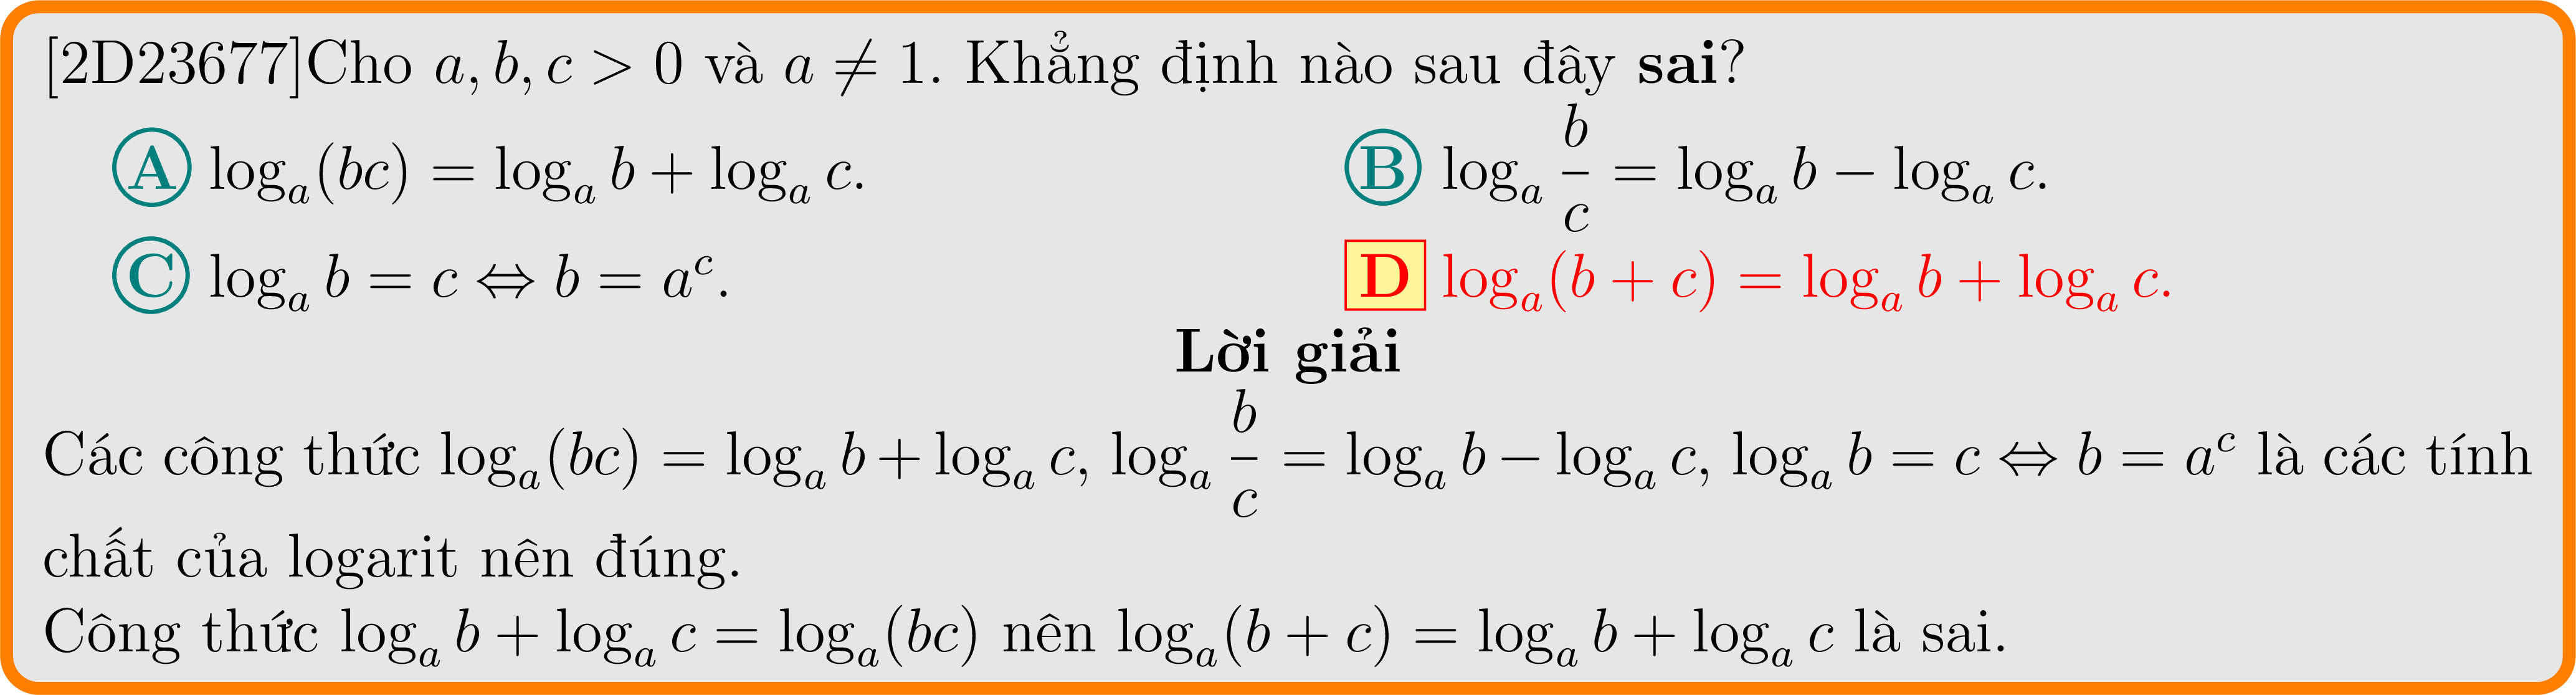 [2D23677]Cho $a, b, c > 0$ và $a \neq 1$. Khẳng định nào sau đây sai?
A $\log_a(bc) = \log_a b + \log_a c$. B $\log_a \dfrac{b}{c} = \log_a b - \log_a c$.
C $\log_a b = c \Leftrightarrow b = a^c$. D $\log_a(b + c) = \log_a b + \log_a c$.
Lời giải
Các công thức $\log_a(bc) = \log_a b + \log_a c$, $\log_a \dfrac{b}{c} = \log_a b - \log_a c$, $\log_a b = c \Leftrightarrow b = a^c$ là các tính
chất của logarit nên đúng.
Công thức $\log_a b + \log_a c = \log_a(bc)$ nên $\log_a(b + c) = \log_a b + \log_a c$ là sai.